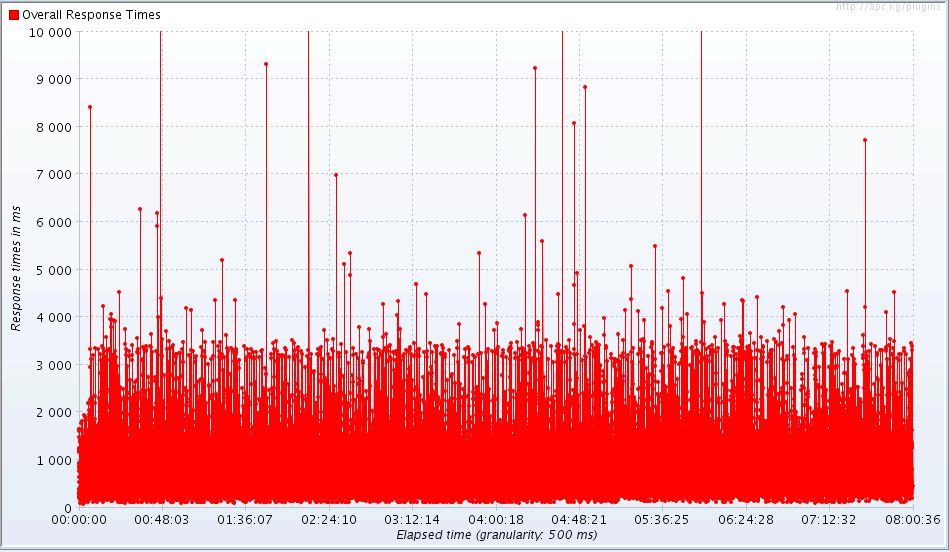 http://apc.kg/plugins
Overall Response Times
10 000
9 000
8 000
7 000
6 000
5 000
4 000
3 000
2 000
1 000
0
Response times in ms
00:00:00 00:48:03 01:36:07 02:24:10 03:12:14 04:00:18 04:48:21 05:36:25 06:24:28 07:12:32 08:00:36
Elapsed time (granularity: 500 ms)